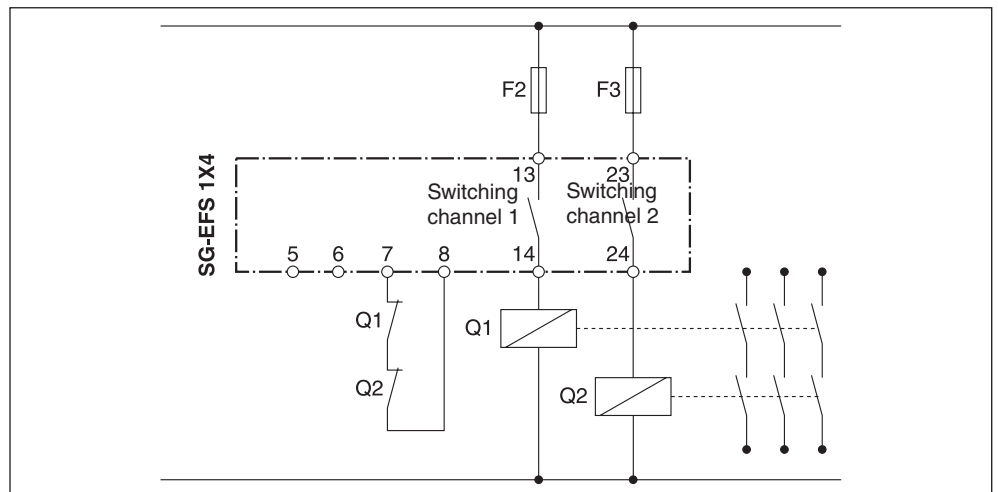 F2
F3
SG-EFS 1X4
13
23
Switching
channel 1
Switching
channel 2
5
6
7
8
14
24
Q1
Q1
Q2
Q2